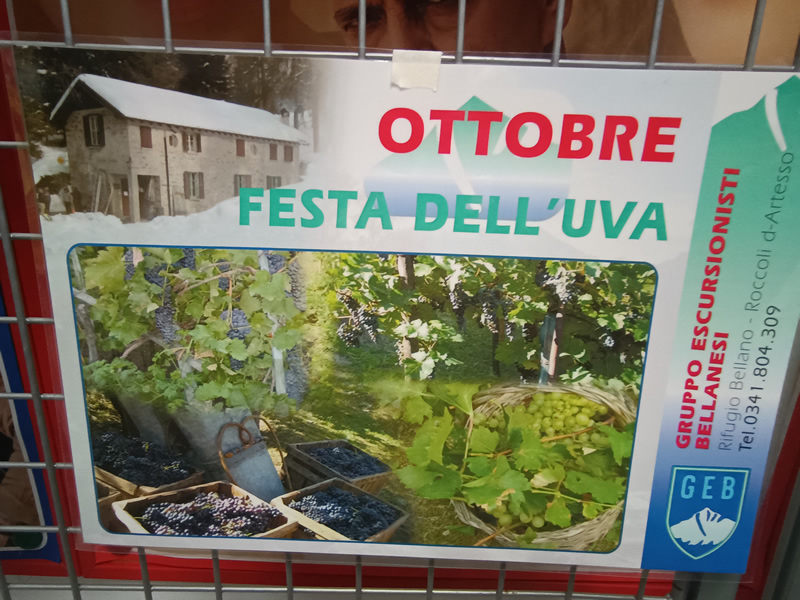 OTTOBRE
FESTA DELL'UVA
GRUPPO ESCURSIONISTI
BELLANESI
Rifugio Bellano - Roccoli d-Artesso
Tel.0341.804.309
GEB